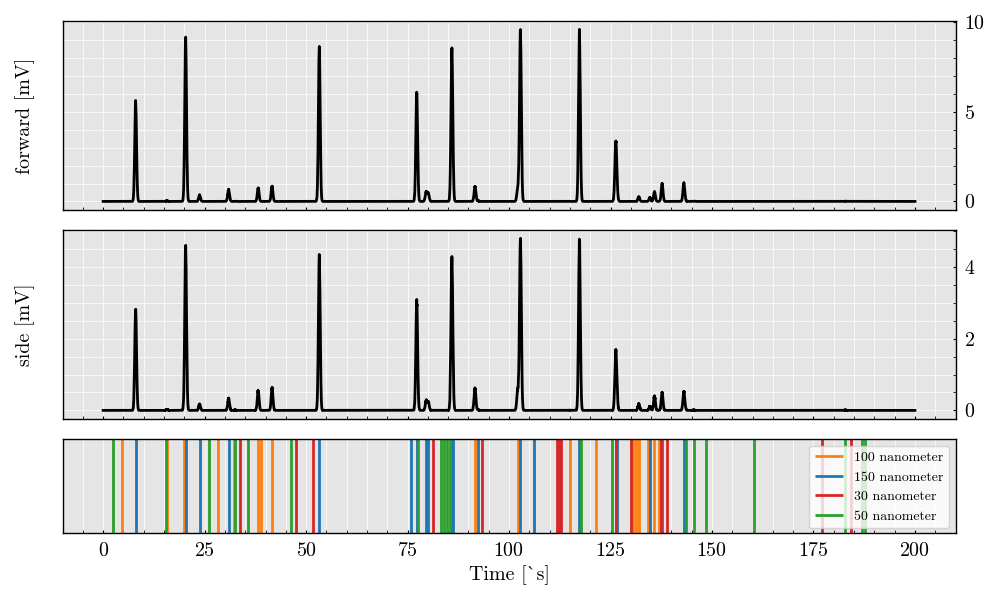 forward [mV]
10
5
0
side [mV]
4
2
0
100 nanometer
150 nanometer
30 nanometer
50 nanometer
0 25 50 75 100 125 150 175 200
Time [`s]